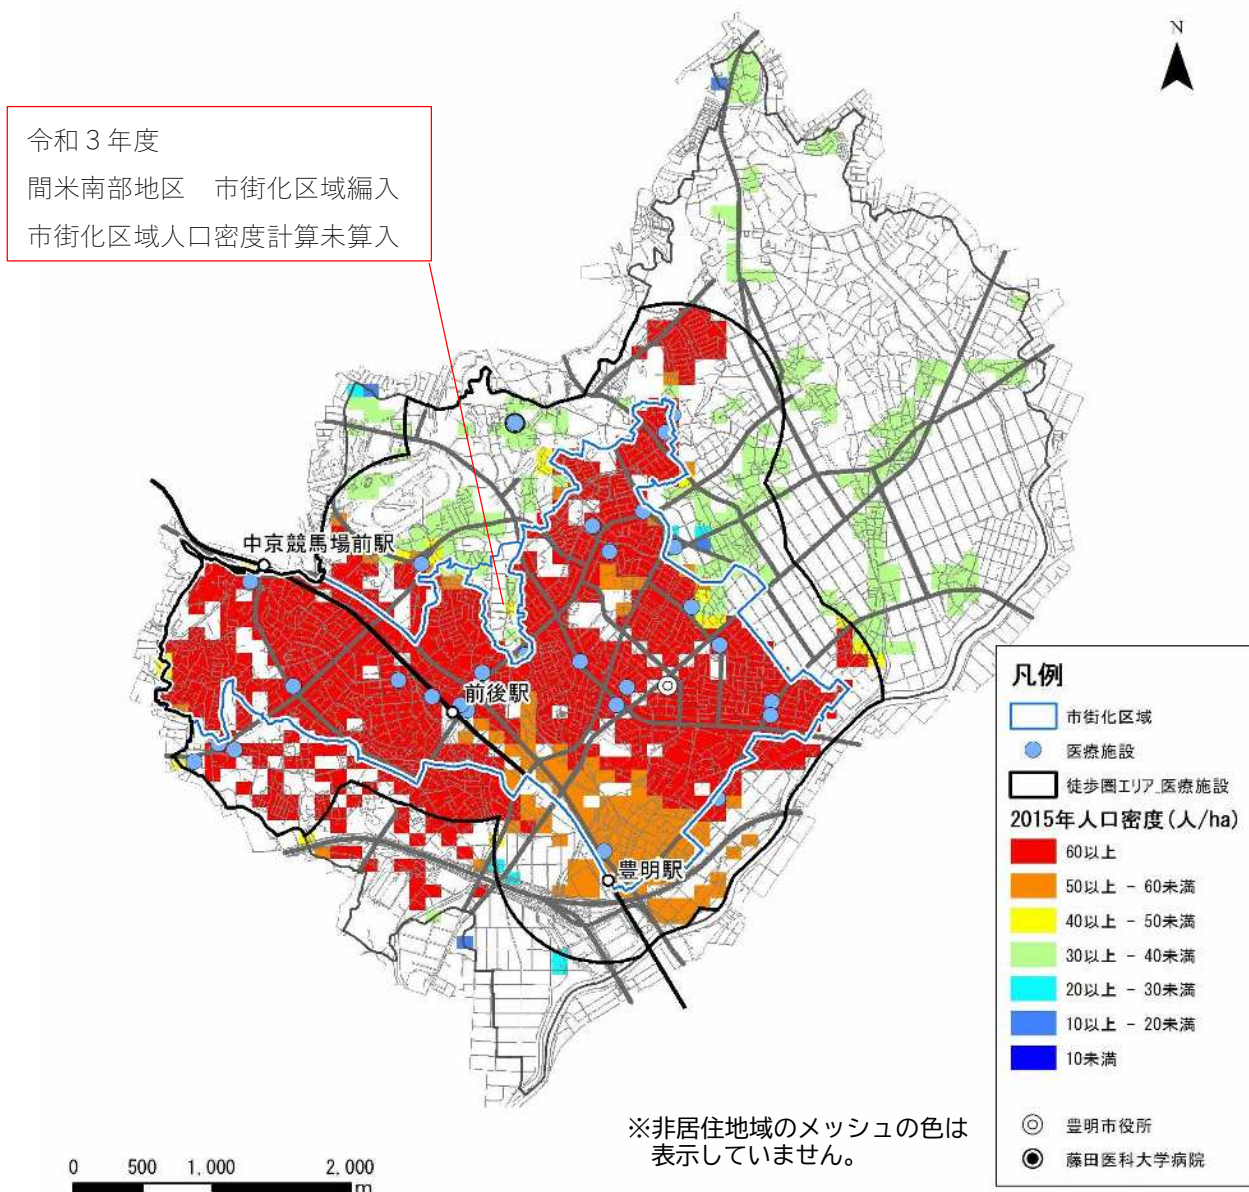 N
令和３年度
間米南部地区　市街化区域編入
市街化区域人口密度計算未算入
中京競馬場前駅
前後駅
豊明駅
凡例
市街化区域
医療施設
徒歩圏エリア_医療施設
2015年人口密度(人/ha)
60以上
50以上 - 60未満
40以上 - 50未満
30以上 - 40未満
20以上 - 30未満
10以上 - 20未満
10未満
豊明市役所
藤田医科大学病院
※非居住地域のメッシュの色は
表示していません。
0 500 1,000 2,000
m